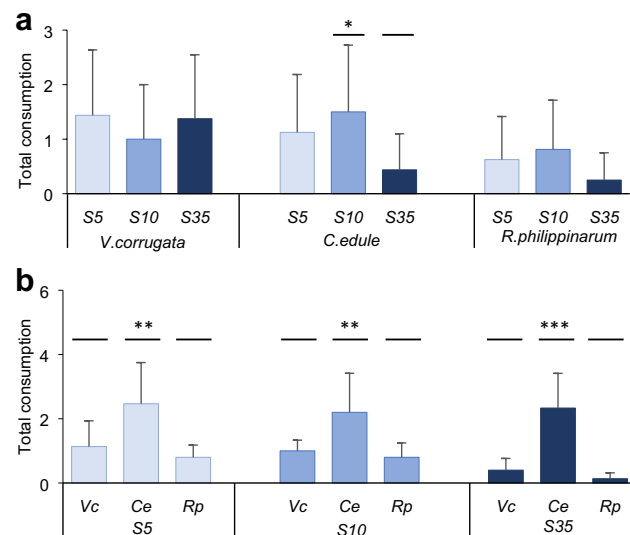 a
3
*
2
1
0
Total consumption
S5 S10 S35 S5 S10 S35 S5 S10 S35
V.corrugata C.edule R.philippinarum
b
6
** ** ***
4
2
0
Total consumption
Vc Ce Rp Vc Ce Rp Vc Ce Rp
S5 S10 S35